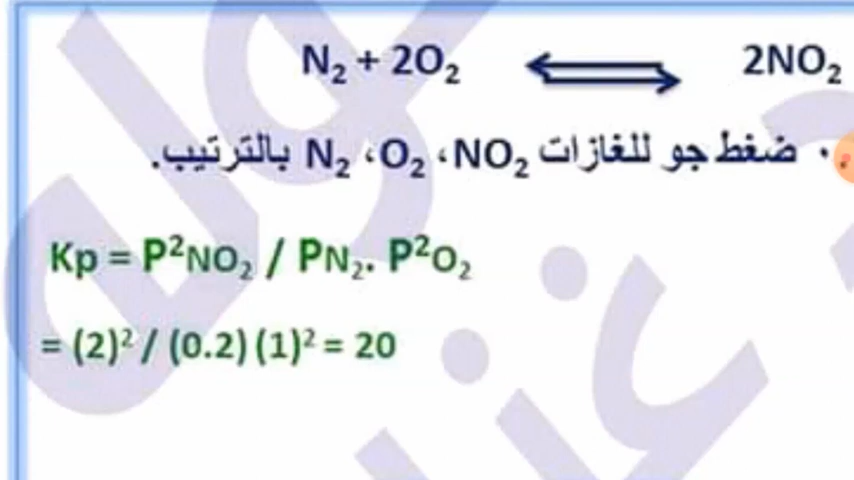 N₂ + 2O₂ ⇌ 2NO₂
ضغط جو للغازات NO₂ ، O₂ ، N₂ بالترتيب.
Kp = P²NO₂ / PN₂. P²O₂
= (2)² / (0.2) (1)² = 20